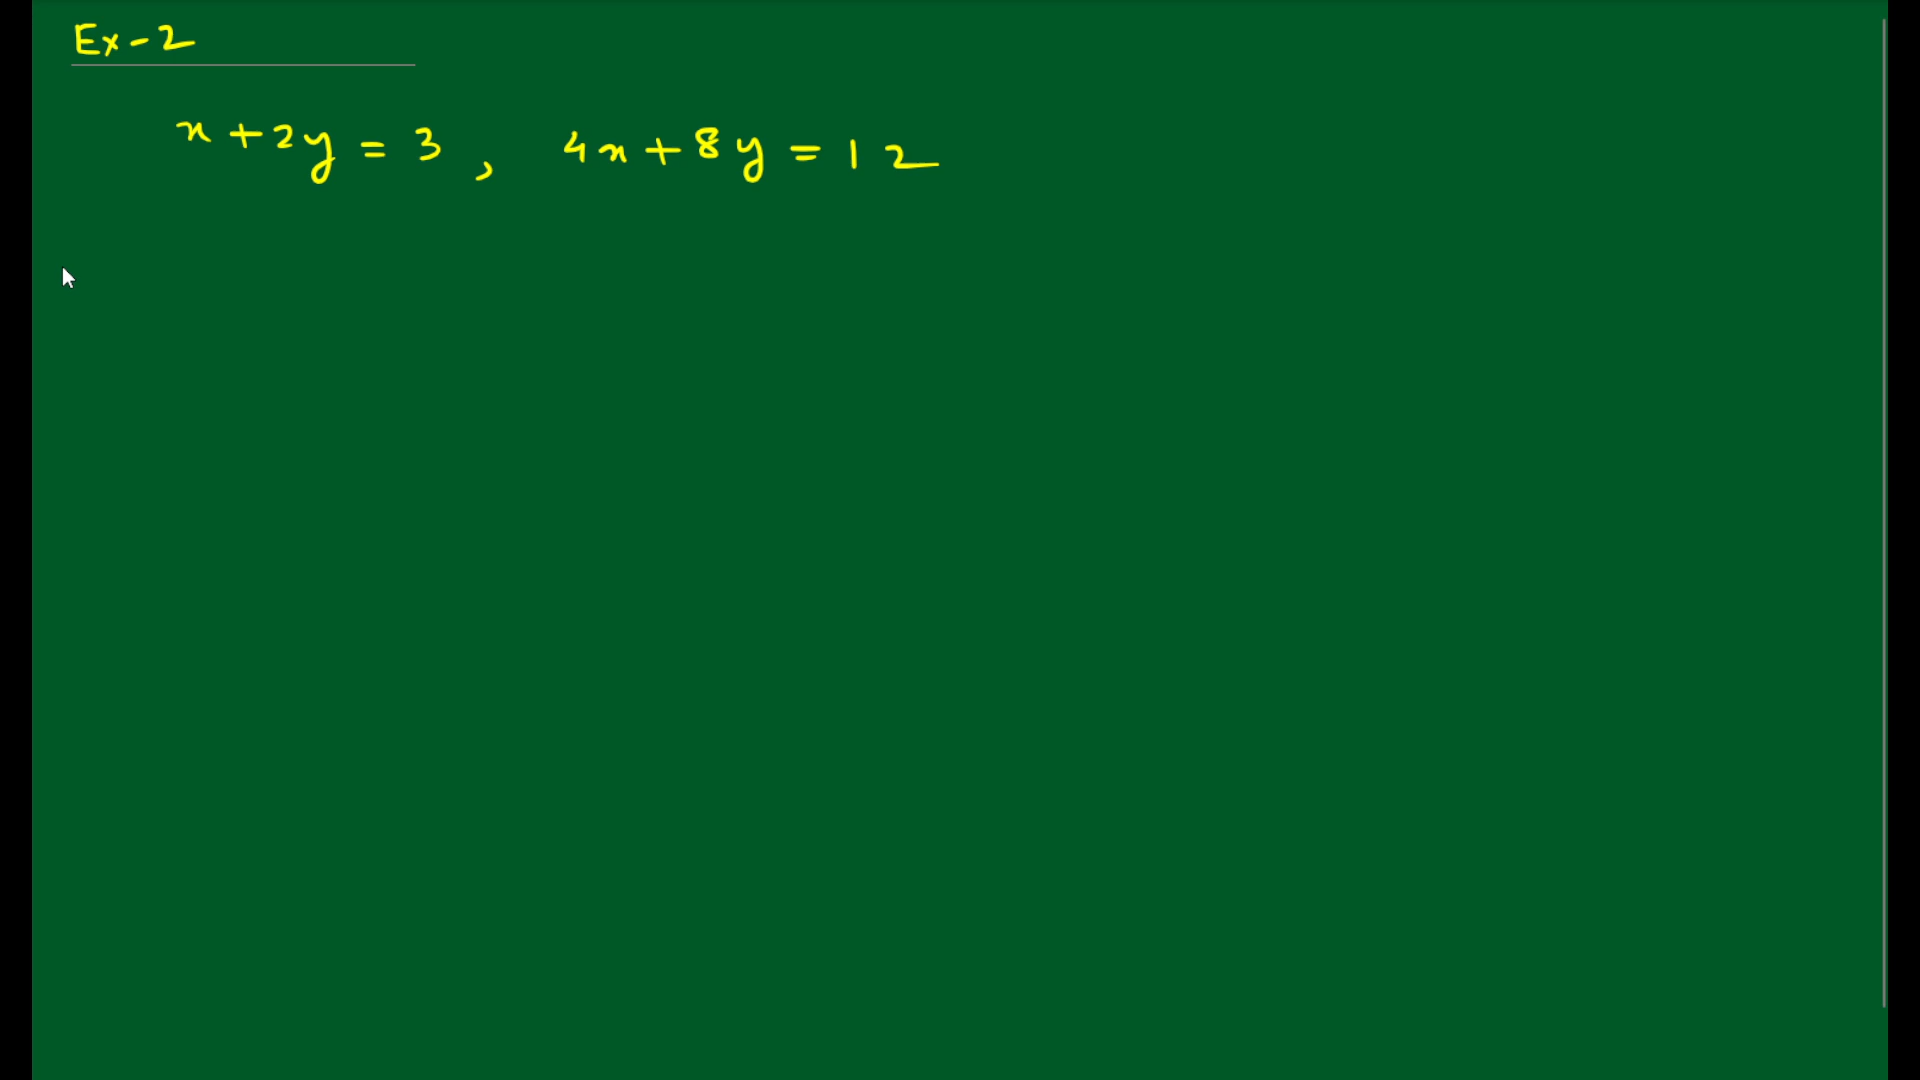 Ex-2
x + 2y = 3 , 4x + 8y = 12